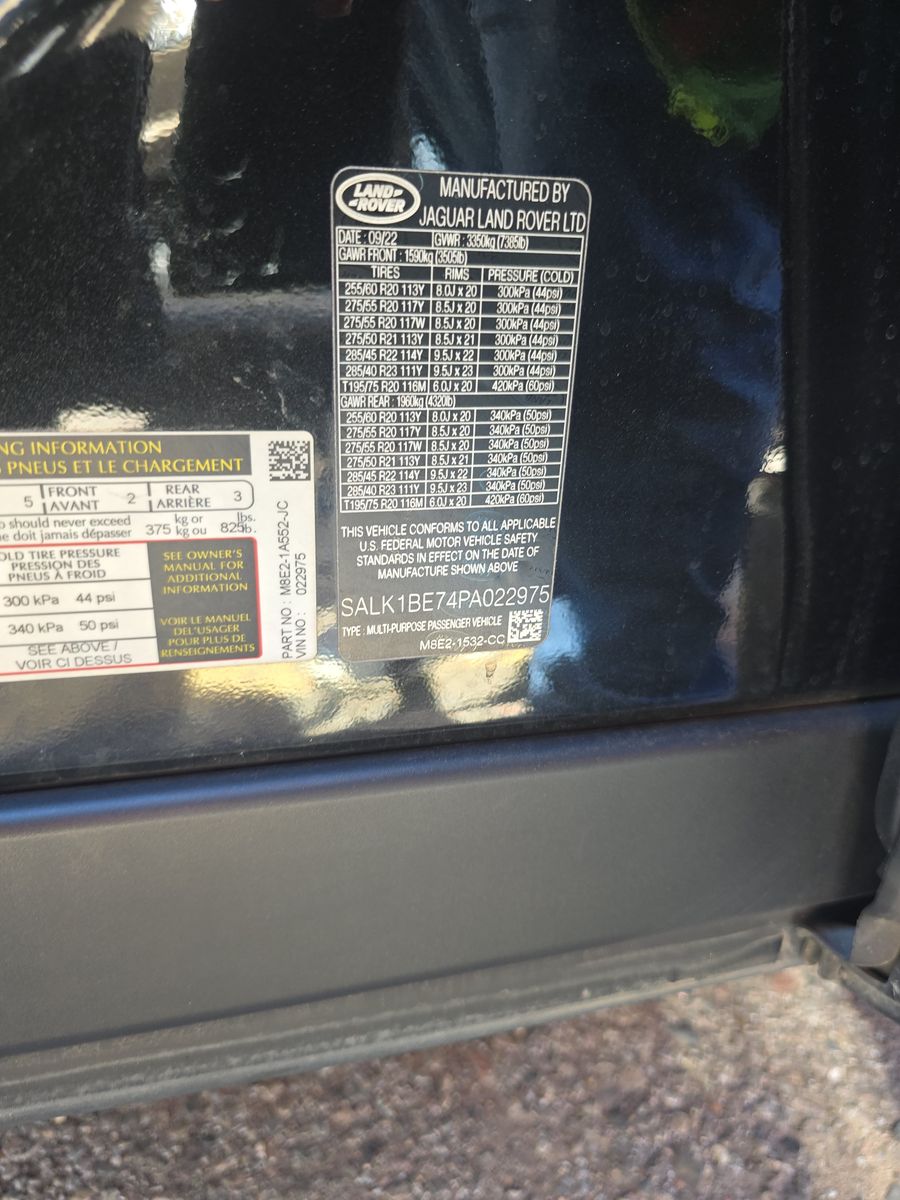 LAND-
-ROVER
MANUFACTURED BY
JAGUAR LAND ROVER LTD
DATE : 09/22 GVWR : 3350kg (7385lb)
GAWR FRONT : 1590kg (3505lb)
TIRES RIMS PRESSURE (COLD)
255/60 R20 113Y 8.0J x 20 300kPa (44psi)
275/55 R20 117Y 8.5J x 20 300kPa (44psi)
275/55 R20 117W 8.5J x 20 300kPa (44psi)
275/50 R21 113Y 8.5J x 21 300kPa (44psi)
285/45 R22 114Y 9.5J x 22 300kPa (44psi)
285/40 R23 111Y 9.5J x 23 300kPa (44psi)
T195/75 R20 116M 6.0J x 20 420kPa (60psi)
GAWR REAR : 1960kg (4320lb)
255/60 R20 113Y 8.0J x 20 340kPa (50psi)
275/55 R20 117Y 8.5J x 20 340kPa (50psi)
275/55 R20 117W 8.5J x 20 340kPa (50psi)
275/50 R21 113Y 8.5J x 21 340kPa (50psi)
285/45 R22 114Y 9.5J x 22 340kPa (50psi)
285/40 R23 111Y 9.5J x 23 340kPa (50psi)
T195/75 R20 116M 6.0J x 20 420kPa (60psi)
THIS VEHICLE CONFORMS TO ALL APPLICABLE
U.S. FEDERAL MOTOR VEHICLE SAFETY
STANDARDS IN EFFECT ON THE DATE OF
MANUFACTURE SHOWN ABOVE
SALK1BE74PA022975
TYPE : MULTI-PURPOSE PASSENGER VEHICLE
M8E2-1532-CC
NG INFORMATION
PNEUS ET LE CHARGEMENT
5 FRONT AVANT 2 REAR ARRIÈRE 3
should never exceed
e doit jamais dépasser 375 kg or kg ou 825 lbs. lb.
OLD TIRE PRESSURE
PRESSION DES
PNEUS À FROID
300 kPa 44 psi
340 kPa 50 psi
SEE ABOVE /
VOIR CI DESSUS
SEE OWNER'S
MANUAL FOR
ADDITIONAL
INFORMATION
VOIR LE MANUEL
DEL'USAGER
POUR PLUS DE
RENSEIGNEMENTS
PART NO : M8E2-1A552-JC
VIN NO : 022975